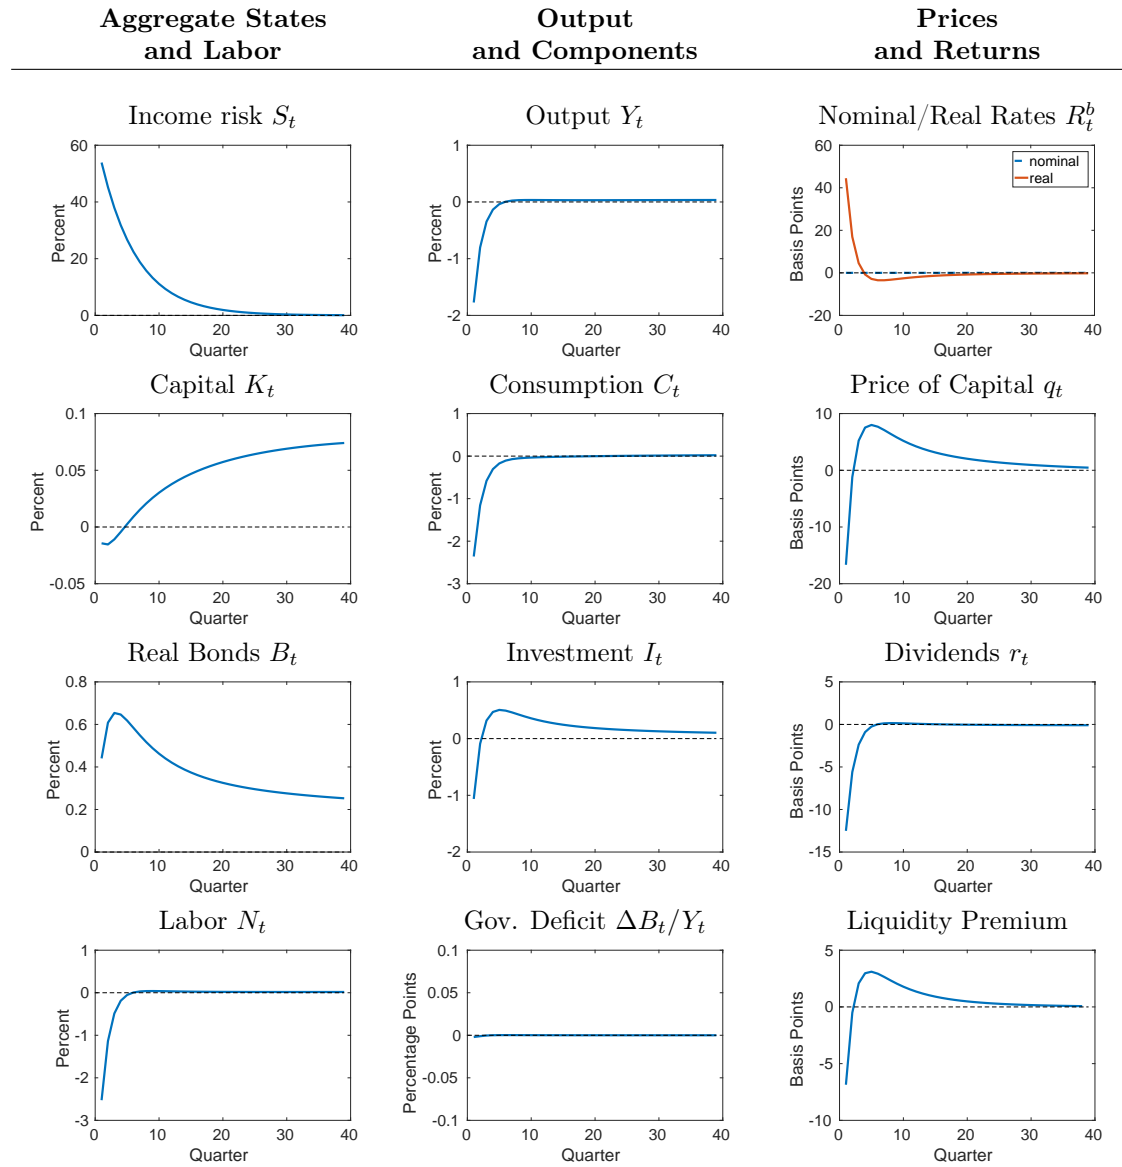 Aggregate States
and Labor
Output
and Components
Prices
and Returns
Income risk S_t
60
40
20
0
Percent
0 10 20 30 40
Quarter
Output Y_t
1
0
-1
-2
Percent
0 10 20 30 40
Quarter
Nominal/Real Rates R_t^b
nominal
real
60
40
20
0
-20
Basis Points
0 10 20 30 40
Quarter
Capital K_t
0.1
0.05
0
-0.05
Percent
0 10 20 30 40
Quarter
Consumption C_t
1
0
-1
-2
-3
Percent
0 10 20 30 40
Quarter
Price of Capital q_t
10
0
-10
-20
Basis Points
0 10 20 30 40
Quarter
Real Bonds B_t
0.8
0.6
0.4
0.2
0
Percent
0 10 20 30 40
Quarter
Investment I_t
1
0
-1
-2
Percent
0 10 20 30 40
Quarter
Dividends r_t
5
0
-5
-10
-15
Basis Points
0 10 20 30 40
Quarter
Labor N_t
1
0
-1
-2
-3
Percent
0 10 20 30 40
Quarter
Gov. Deficit ΔB_t/Y_t
0.1
0.05
0
-0.05
-0.1
Percentage Points
0 10 20 30 40
Quarter
Liquidity Premium
5
0
-5
-10
Basis Points
0 10 20 30 40
Quarter